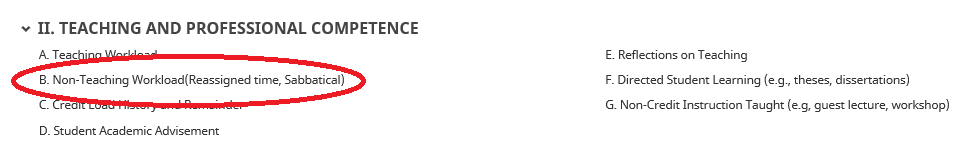 II. TEACHING AND PROFESSIONAL COMPETENCE
A. Teaching Workload
B. Non-Teaching Workload(Reassigned time, Sabbatical)
C. Credit Load History and Remainder
D. Student Academic Advisement
E. Reflections on Teaching
F. Directed Student Learning (e.g., theses, dissertations)
G. Non-Credit Instruction Taught (e.g, guest lecture, workshop)